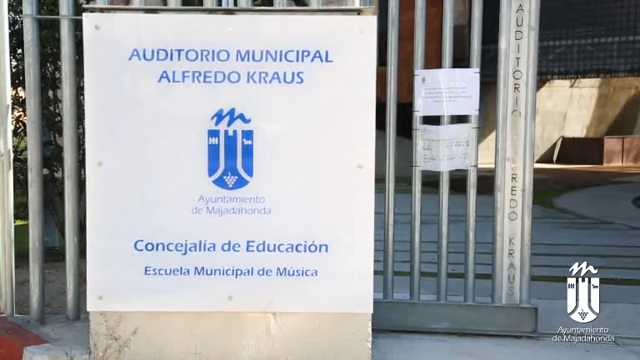 AUDITORIO MUNICIPAL
ALFREDO KRAUS
Ayuntamiento
de Majadahonda
Concejalía de Educación
Escuela Municipal de Música
AUDITORIO
REDO KRAUS
Ayuntamiento
de Majadahonda